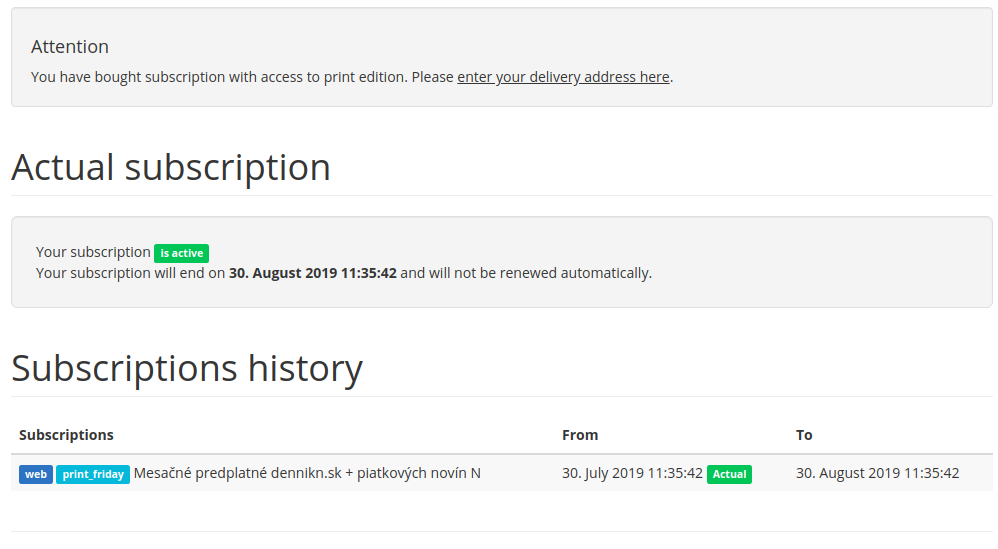 Attention
You have bought subscription with access to print edition. Please enter your delivery address here.
Actual subscription
Your subscription is active
Your subscription will end on 30. August 2019 11:35:42 and will not be renewed automatically.
Subscriptions history
Subscriptions From To
web print_friday Mesačné predplatné dennikn.sk + piatkových novín N 30. July 2019 11:35:42 Actual 30. August 2019 11:35:42